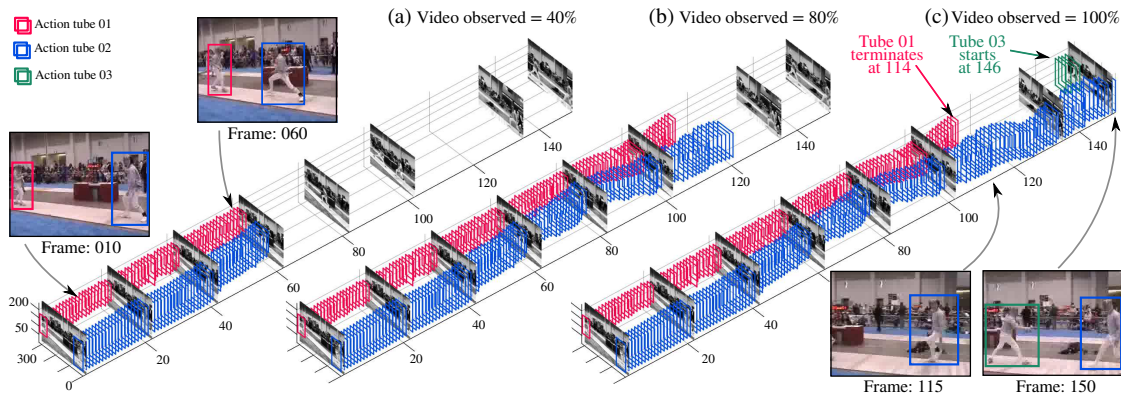 (a) Video observed = 40%
(b) Video observed = 80%
(c) Video observed = 100%
Action tube 01
Action tube 02
Action tube 03
Frame: 060
Frame: 010
Tube 01
terminates
at 114
Tube 03
starts
at 146
200
50
300
0
20
40
60
80
100
120
140
20
40
60
80
100
120
140
20
40
60
80
100
120
140
Frame: 115
Frame: 150